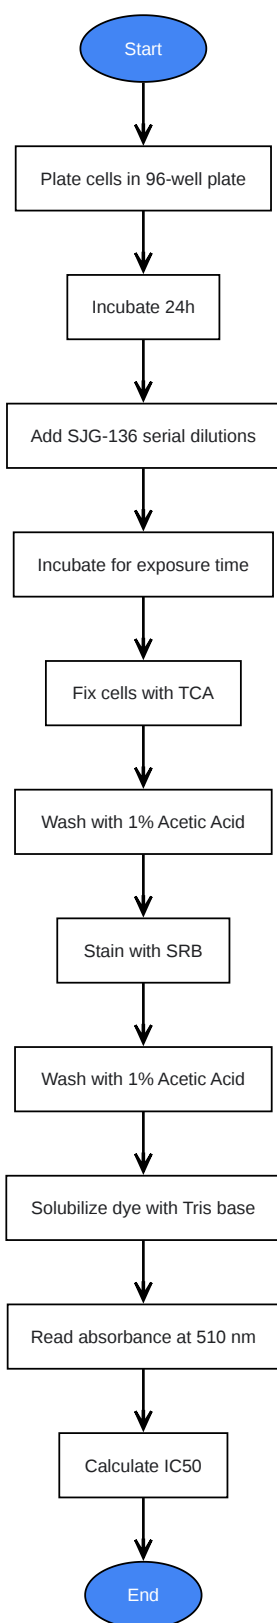 Start
Plate cells in 96-well plate
Incubate 24h
Add SJG-136 serial dilutions
Incubate for exposure time
Fix cells with TCA
Wash with 1% Acetic Acid
Stain with SRB
Wash with 1% Acetic Acid
Solubilize dye with Tris base
Read absorbance at 510 nm
Calculate IC50
End